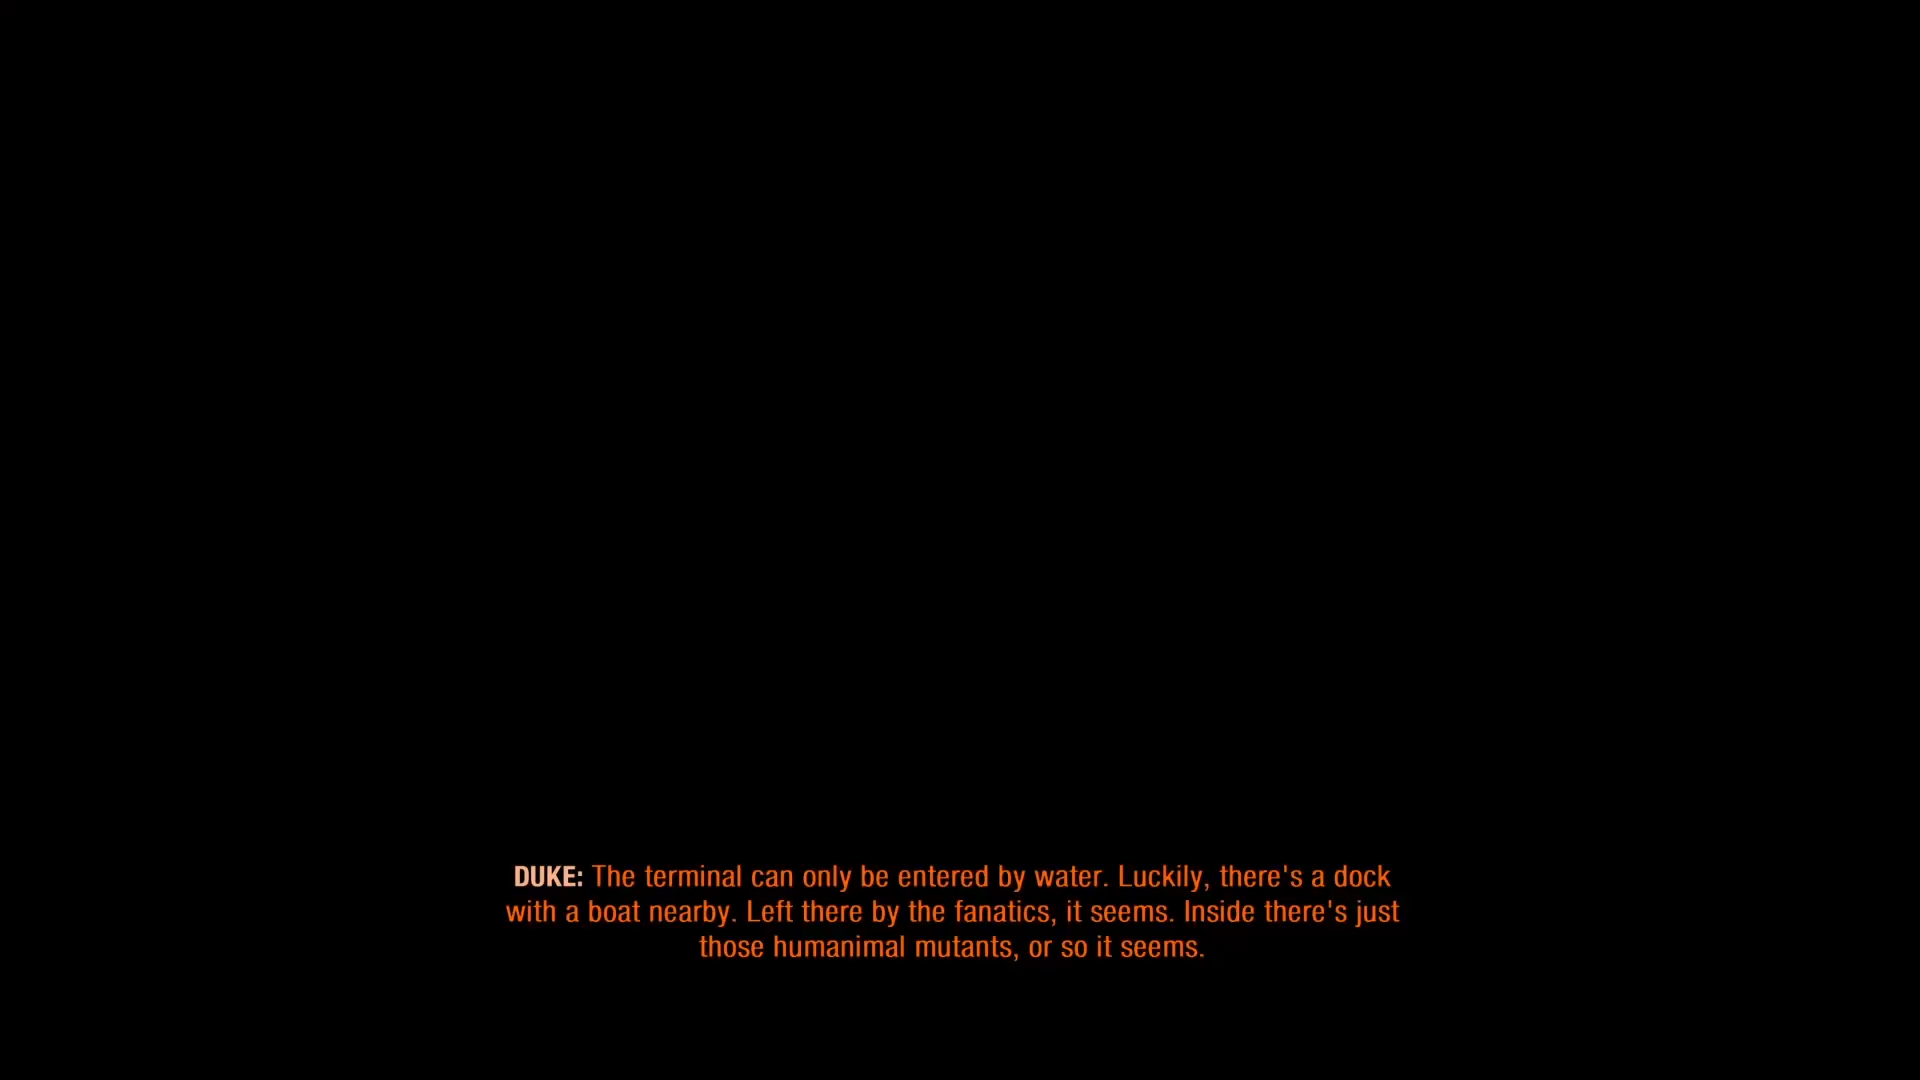 DUKE: The terminal can only be entered by water. Luckily, there's a dock
with a boat nearby. Left there by the fanatics, it seems. Inside there's just
those humanimal mutants, or so it seems.